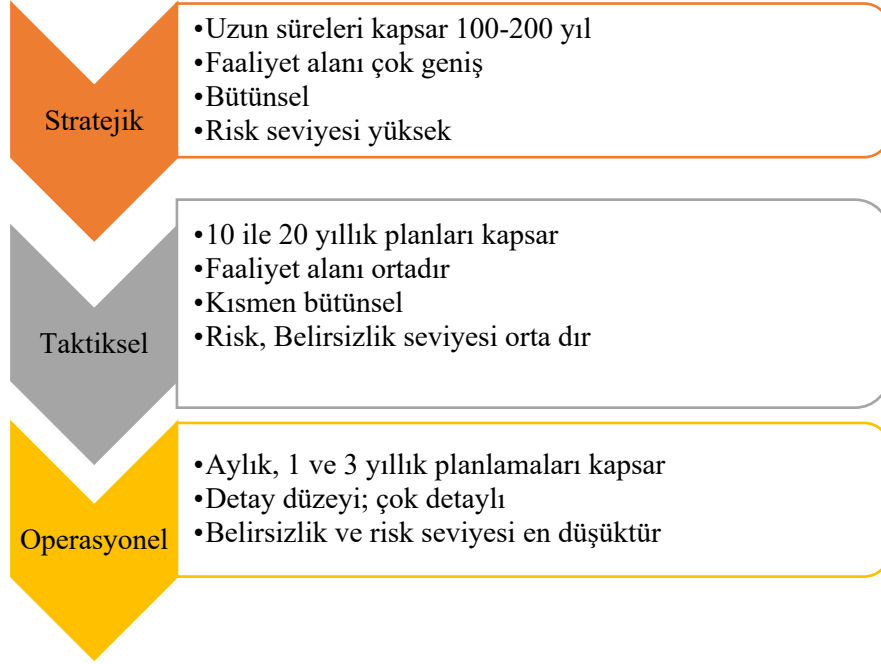 Stratejik
•Uzun süreleri kapsar 100-200 yıl
•Faaliyet alanı çok geniş
•Bütünsel
•Risk seviyesi yüksek
Taktiksel
•10 ile 20 yıllık planları kapsar
•Faaliyet alanı ortadır
•Kısmen bütünsel
•Risk, Belirsizlik seviyesi orta dır
Operasyonel
•Aylık, 1 ve 3 yıllık planlamaları kapsar
•Detay düzeyi; çok detaylı
•Belirsizlik ve risk seviyesi en düşüktür